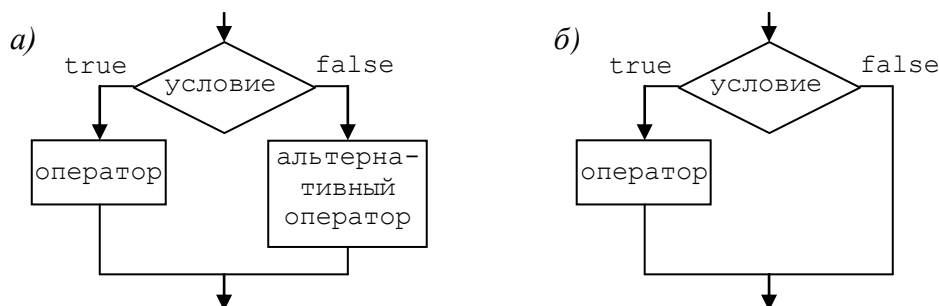 а)
true
условие
false
оператор
альтерна-
тивный
оператор
б)
true
условие
false
оператор